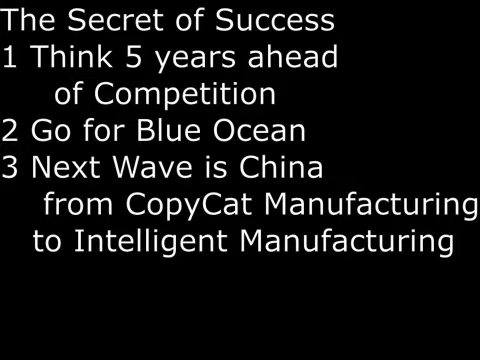 The Secret of Success
1 Think 5 years ahead
of Competition
2 Go for Blue Ocean
3 Next Wave is China
from CopyCat Manufacturing
to Intelligent Manufacturing